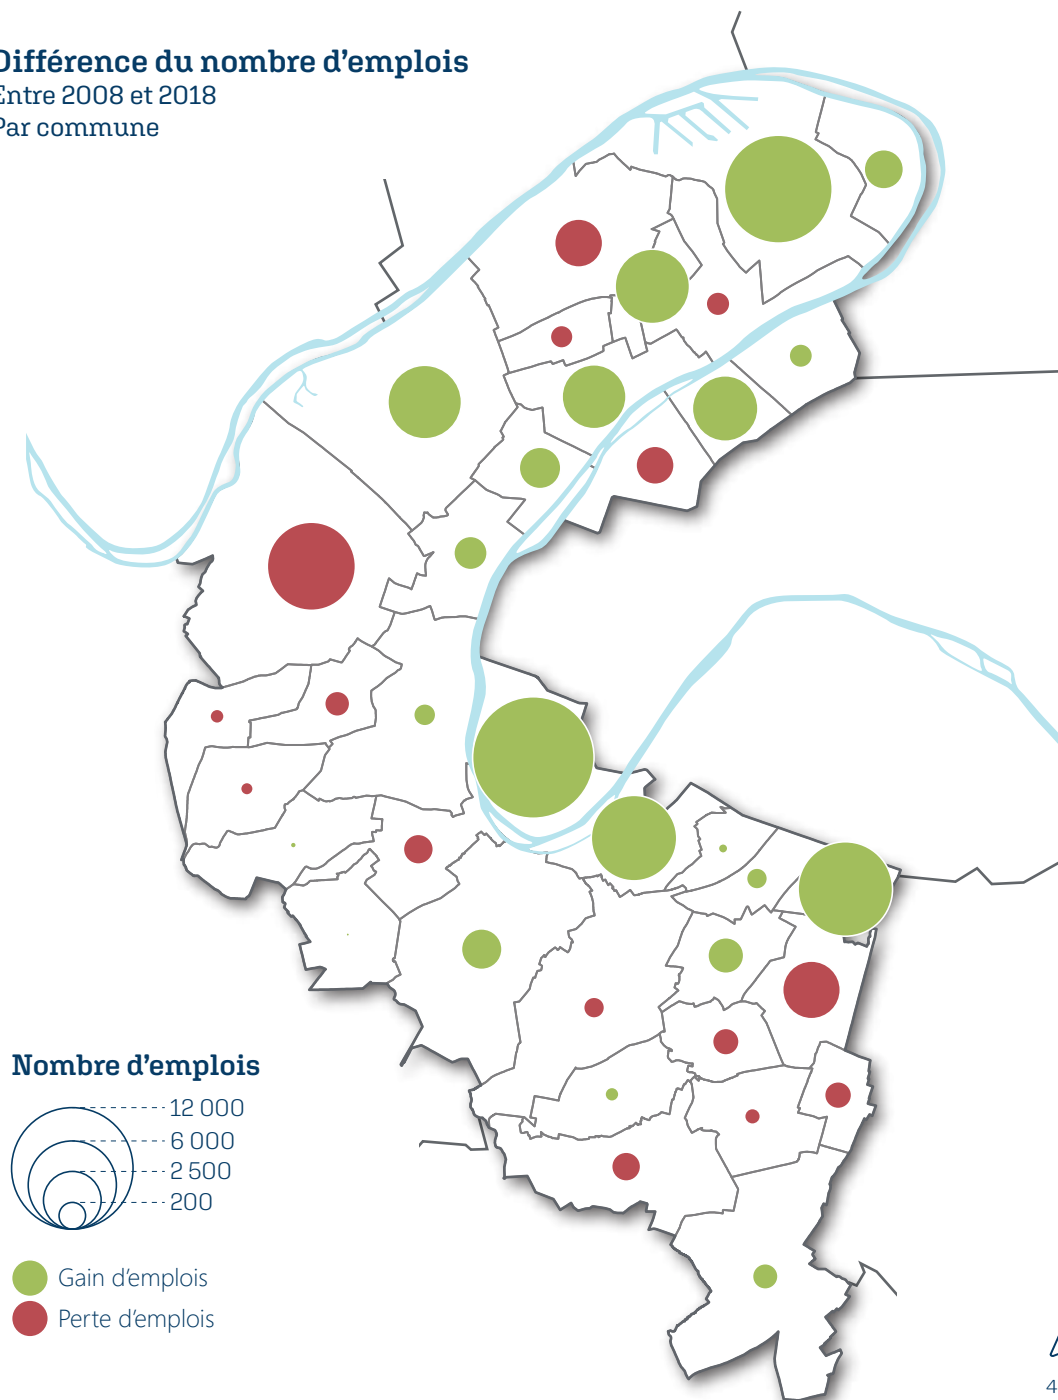 Différence du nombre d'emplois
Entre 2008 et 2018
Par commune
Nombre d'emplois
12 000
6 000
2 500
200
Gain d'emplois
Perte d'emplois
4